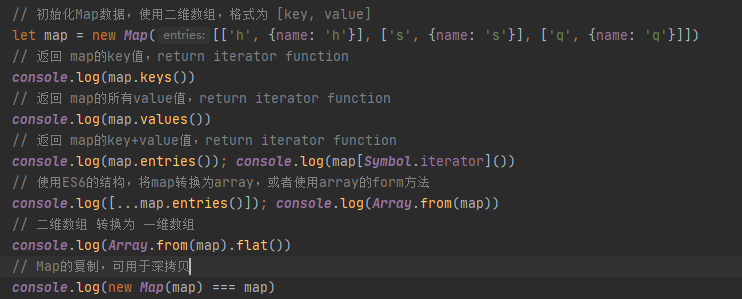 // 初始化Map数据，使用二维数组，格式为 [key, value]
let map = new Map( entries: [['h', {name: 'h'}], ['s', {name: 's'}], ['q', {name: 'q'}]])
// 返回 map的key值，return iterator function
console.log(map.keys())
// 返回 map的所有value值，return iterator function
console.log(map.values())
// 返回 map的key+value值，return iterator function
console.log(map.entries()); console.log(map[Symbol.iterator]())
// 使用ES6的结构，将map转换为array，或者使用array的form方法
console.log([...map.entries()]); console.log(Array.from(map))
// 二维数组 转换为 一维数组
console.log(Array.from(map).flat())
// Map的复制，可用于深拷贝
console.log(new Map(map) === map)